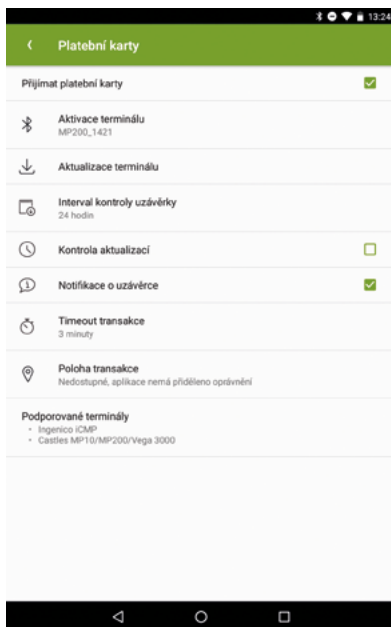 13:24
Platební karty
Přijímat platební karty
Aktivace terminálu
MP200_1421
Aktualizace terminálu
Interval kontroly uzávěrky
24 hodin
Kontrola aktualizací
Notifikace o uzávěrce
Timeout transakce
3 minuty
Poloha transakce
Nedostupné, aplikace nemá přiděleno oprávnění
Podporované terminály
• Ingenico iCMP
• Castles MP10/MP200/Vega 3000